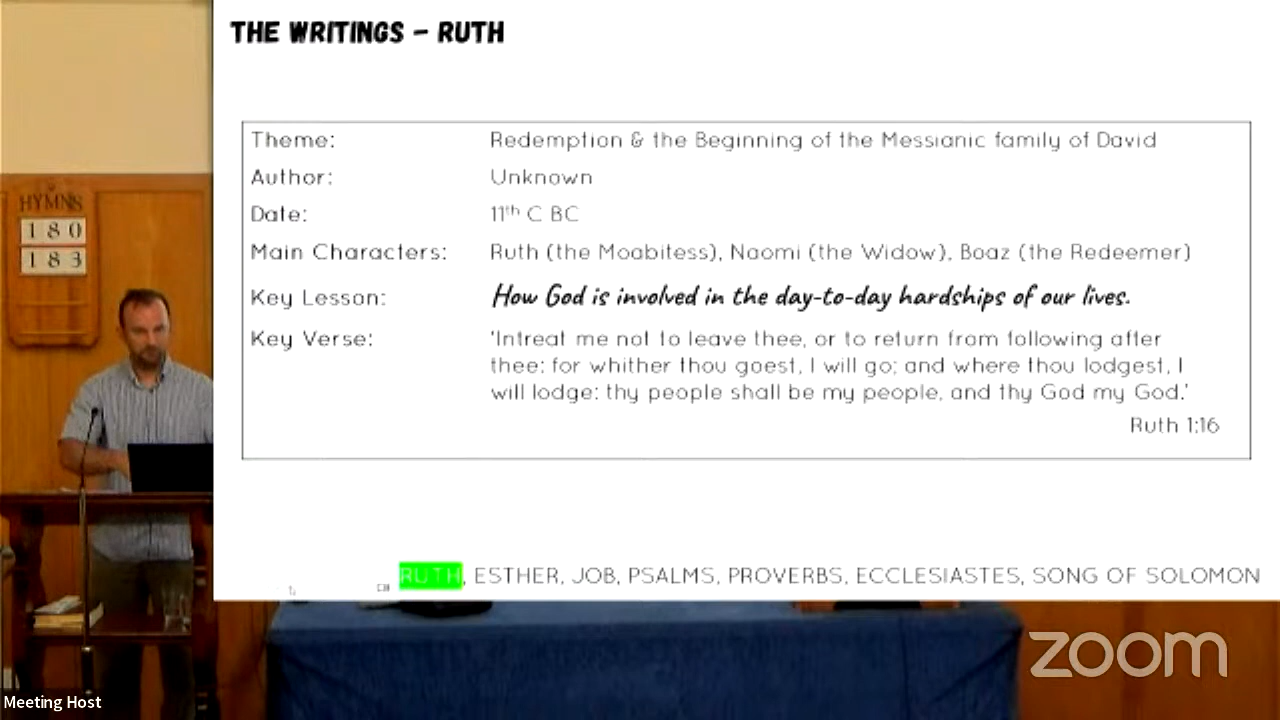 THE WRITINGS – RUTH
HYMNS
180
183
Theme: Redemption & the Beginning of the Messianic family of David
Author: Unknown
Date: 11th C BC
Main Characters: Ruth (the Moabitess), Naomi (the Widow), Boaz (the Redeemer)
Key Lesson: How God is involved in the day-to-day hardships of our lives.
Key Verse: 'Intreat me not to leave thee, or to return from following after
thee: for whither thou goest, I will go; and where thou lodgest, I
will lodge: thy people shall be my people, and thy God my God.'
Ruth 1:16
RUTH, ESTHER, JOB, PSALMS, PROVERBS, ECCLESIASTES, SONG OF SOLOMON
zoom
Meeting Host